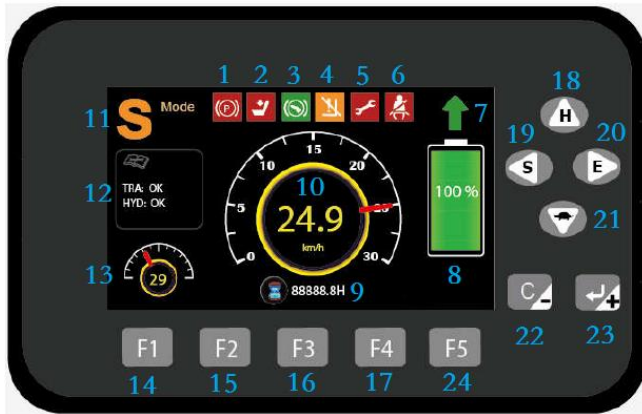 1 2 3 4 5 6
18
11 S Mode
P
7
H
19 20
S E
15
10 20
12
TRA: OK
HYD: OK
10
100 %
5 25
24.9
km/h
21
13
29
0 30
88888.8H 9
8
C - +
22 23
F1 F2 F3 F4 F5
14 15 16 17 24